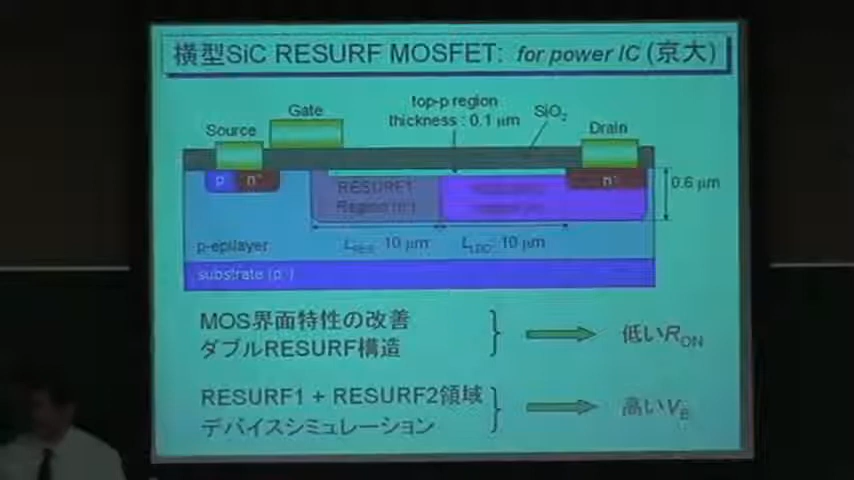 横型SiC RESURF MOSFET: for power IC (京大)
top-p region
thickness : 0.1 μm
SiO2
Gate
Source
Drain
p
n+
n+
RESURF1
Region (n-)
0.6 μm
p-epilayer
10 μm
10 μm
substrate (p-)
MOS界面特性の改善
ダブルRESURF構造
低いRON
RESURF1 + RESURF2領域
デバイスシミュレーション
高いVB